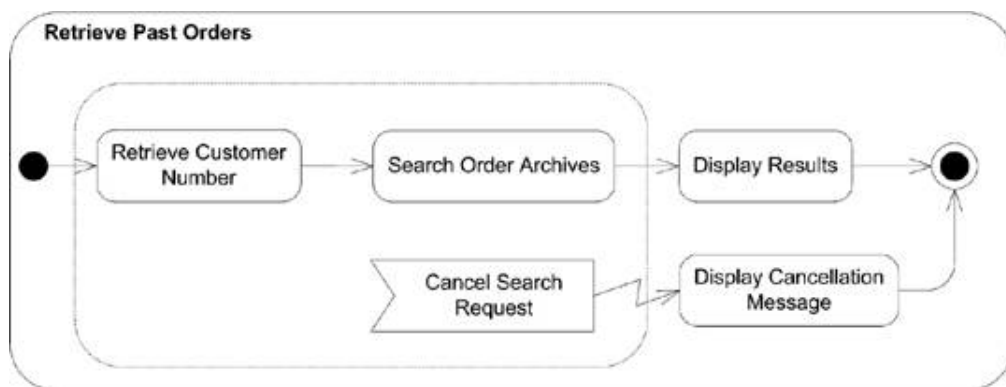 Retrieve Past Orders
Retrieve Customer
Number
Search Order Archives
Display Results
Cancel Search
Request
Display Cancellation
Message